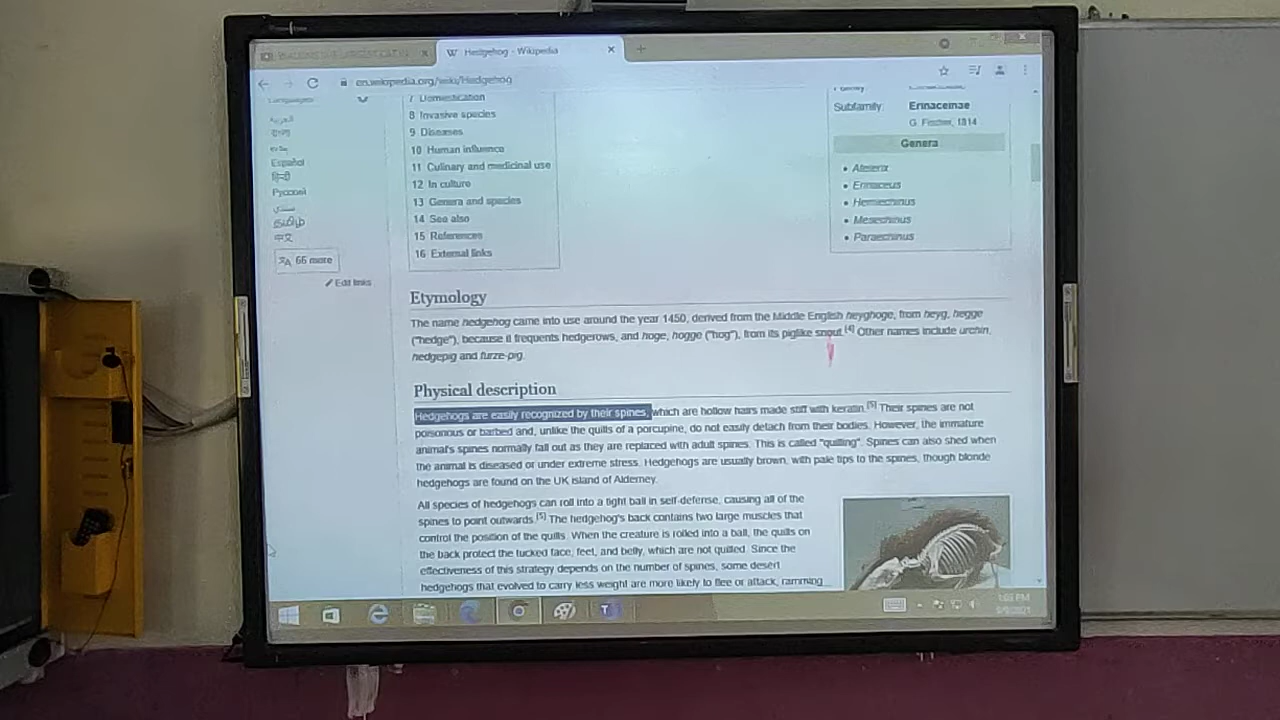 Hedgehog - Wikipedia
en.wikipedia.org/wiki/Hedgehog
Languages
العربية
বাংলা
Español
हिन्दी
Русский
سنڌي
தமிழ்
中文
66 more
Edit links
7 Domestication
8 Invasive species
9 Diseases
10 Human influence
11 Culinary and medicinal use
12 In culture
13 Genera and species
14 See also
15 References
16 External links
Family:
Subfamily: Erinaceinae
G. Fischer, 1814
Genera
• Atelerix
• Erinaceus
• Hemiechinus
• Mesechinus
• Paraechinus
Etymology
The name hedgehog came into use around the year 1450, derived from the Middle English heyghoge, from heyg, hegge
("hedge"), because it frequents hedgerows, and hoge, hogge ("hog"), from its piglike snout.[4] Other names include urchin,
hedgepig and furze-pig.
Physical description
Hedgehogs are easily recognized by their spines, which are hollow hairs made stiff with keratin.[5] Their spines are not
poisonous or barbed and, unlike the quills of a porcupine, do not easily detach from their bodies. However, the immature
animal's spines normally fall out as they are replaced with adult spines. This is called "quilling". Spines can also shed when
the animal is diseased or under extreme stress. Hedgehogs are usually brown, with pale tips to the spines, though blonde
hedgehogs are found on the UK island of Alderney.
All species of hedgehogs can roll into a tight ball in self-defense, causing all of the
spines to point outwards.[5] The hedgehog's back contains two large muscles that
control the position of the quills. When the creature is rolled into a ball, the quills on
the back protect the tucked face, feet, and belly, which are not quilled. Since the
effectiveness of this strategy depends on the number of spines, some desert
hedgehogs that evolved to carry less weight are more likely to flee or attack, ramming